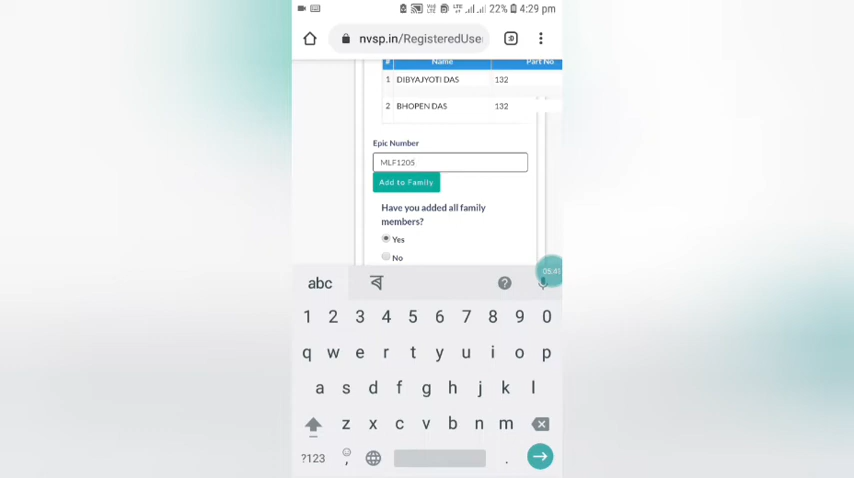 22% 4:29 pm
nvsp.in/RegisteredUse
# Name Part No
1 DIBYAJYOTI DAS 132
2 BHOPEN DAS 132
Epic Number
MLF1205
Add to Family
Have you added all family
members?
Yes
No
05:41
abc ক
1 2 3 4 5 6 7 8 9 0
q w e r t y u i o p
a s d f g h j k l
z x c v b n m
?123 , .